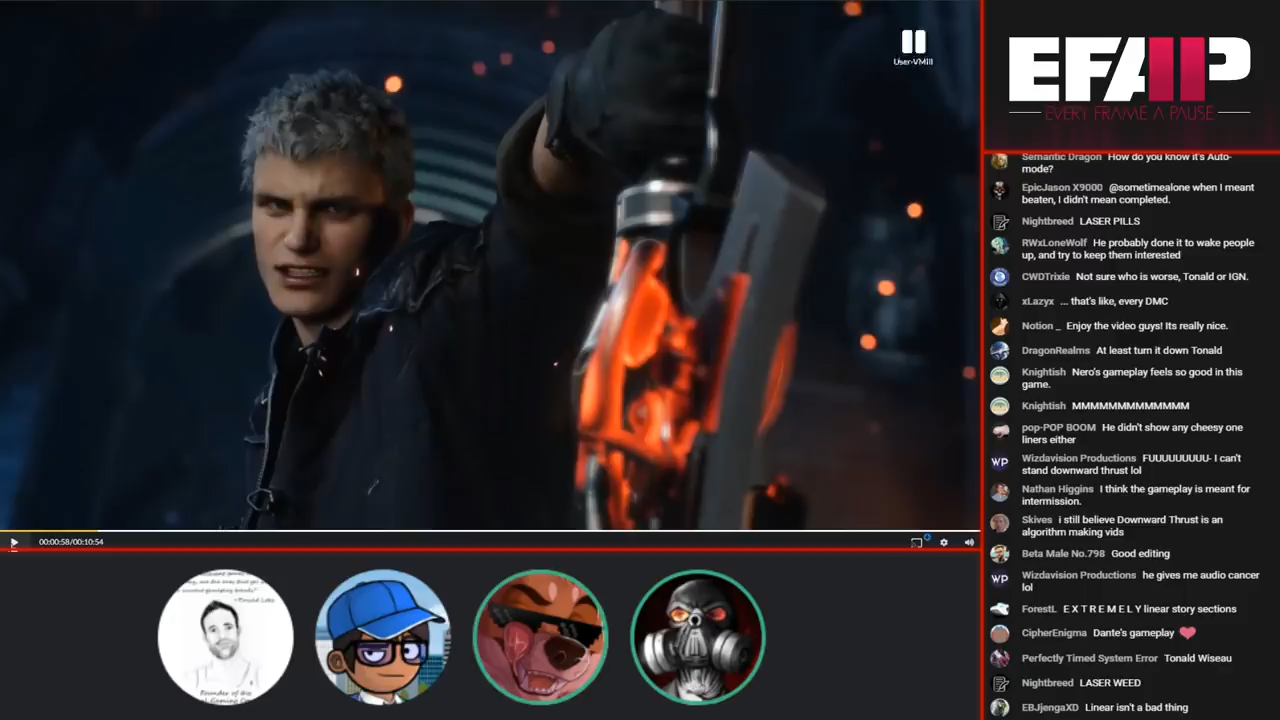 User-VMill
EFAP
EVERY FRAME A PAUSE
Semantic Dragon How do you know it's Auto-
mode?
EpicJason X9000 @sometimealone when I meant
beaten, I didn't mean completed.
Nightbreed LASER PILLS
RWxLoneWolf He probably done it to wake people
up, and try to keep them interested
CWDTrixie Not sure who is worse, Tonald or IGN.
xLazyx ... that's like, every DMC
Notion _ Enjoy the video guys! Its really nice.
DragonRealms At least turn it down Tonald
Knightish Nero's gameplay feels so good in this
game.
Knightish MMMMMMMMMMMMM
pop-POP BOOM He didn't show any cheesy one
liners either
WP Wizdavision Productions FUUUUUUUU- I can't
stand downward thrust lol
Nathan Higgins I think the gameplay is meant for
intermission.
Skives i still believe Downward Thrust is an
algorithm making vids
Beta Male No.798 Good editing
WP Wizdavision Productions he gives me audio cancer
lol
ForestL E X T R E M E L Y linear story sections
CipherEnigma Dante's gameplay
Perfectly Timed System Error Tonald Wiseau
Nightbreed LASER WEED
EBJjengaXD Linear isn't a bad thing
00:00:58/00:10:54
Founder of the